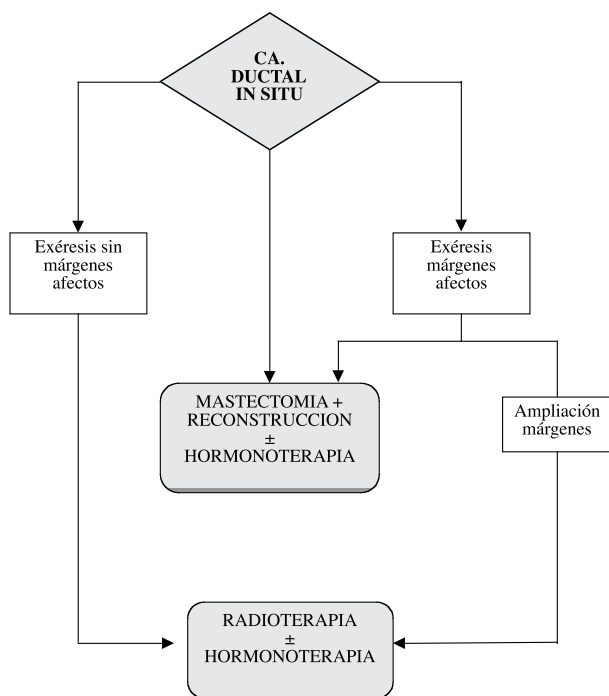 CA.
DUCTAL
IN SITU
Exéresis sin
márgenes
afectos
Exéresis
márgenes
afectos
MASTECTOMIA +
RECONSTRUCCION
±
HORMONOTERAPIA
Ampliación
márgenes
RADIOTERAPIA
±
HORMONOTERAPIA